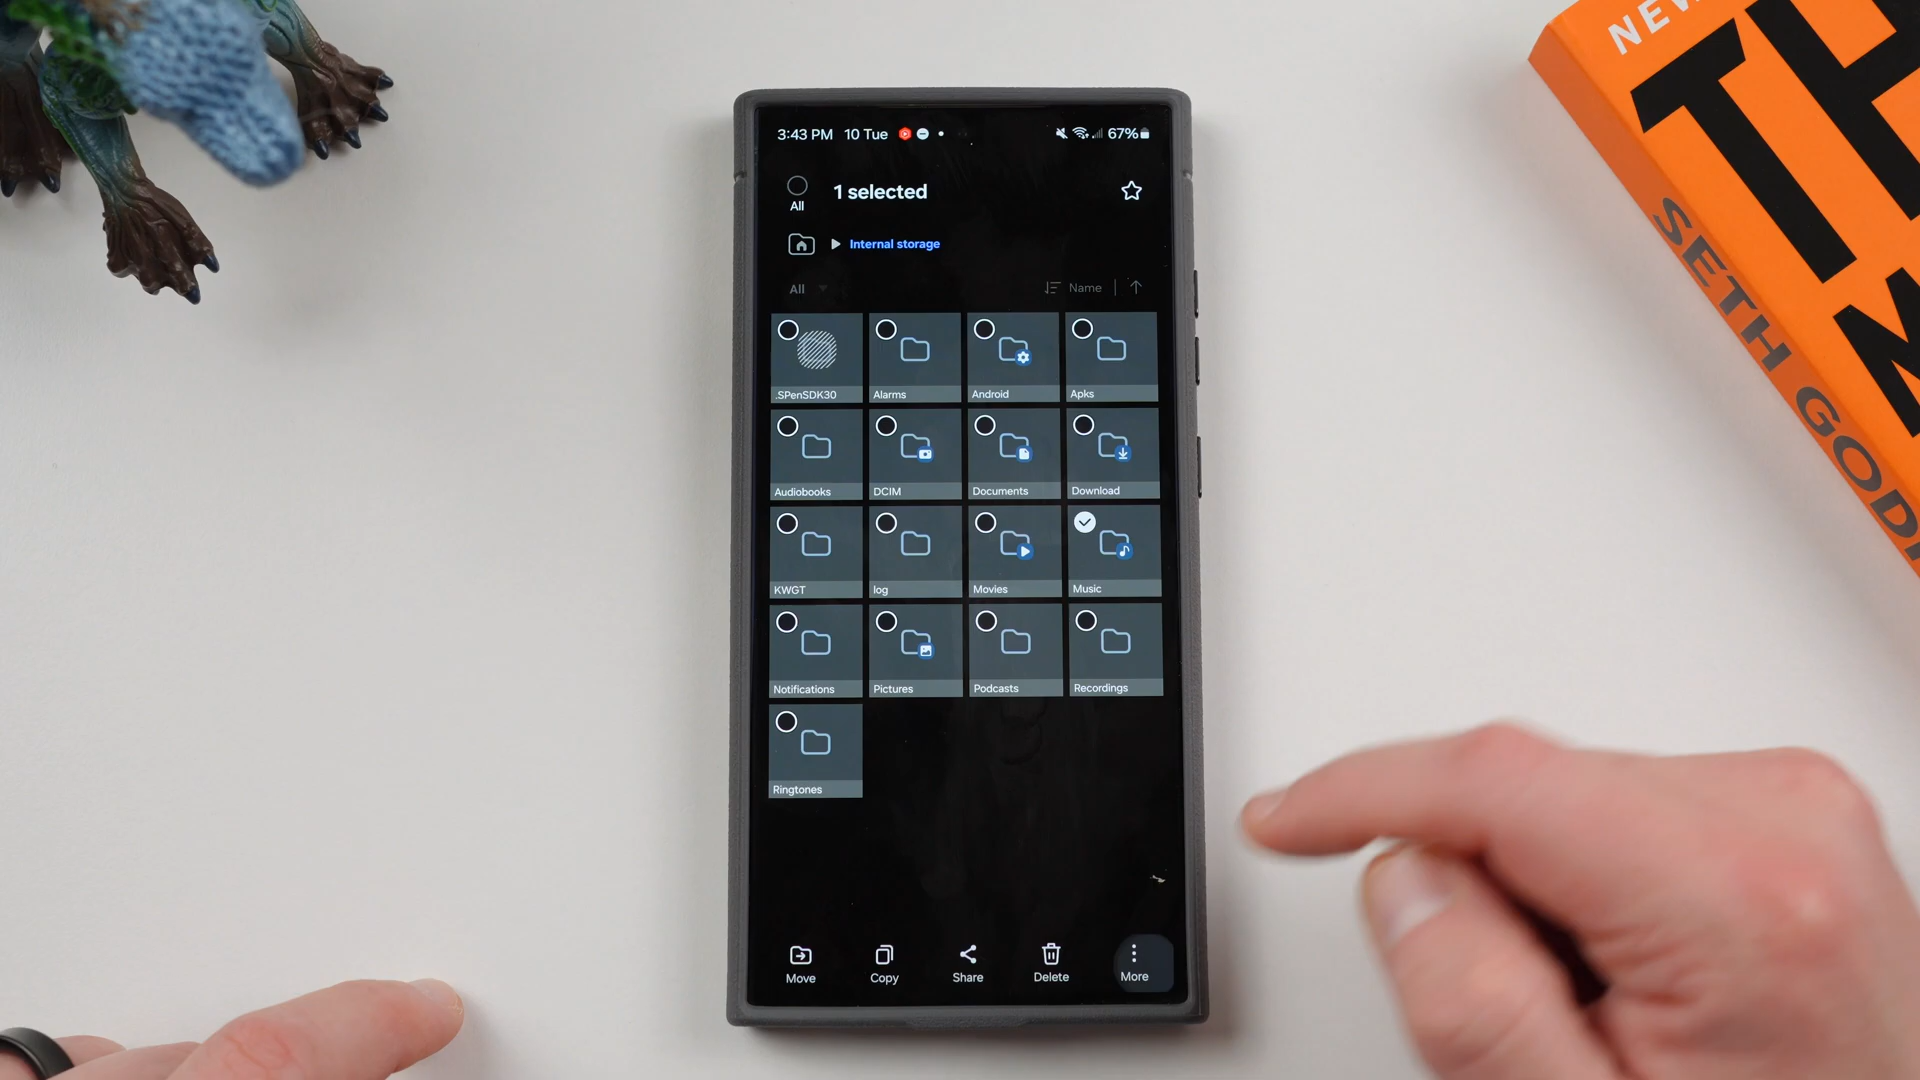 3:43 PM 10 Tue 67%
All
1 selected
Internal storage
All Name
.SPenSDK30 Alarms Android Apks
Audiobooks DCIM Documents Download
KWGT log Movies Music
Notifications Pictures Podcasts Recordings
Ringtones
Move Copy Share Delete More
NEW
TH
M
SETH GODI